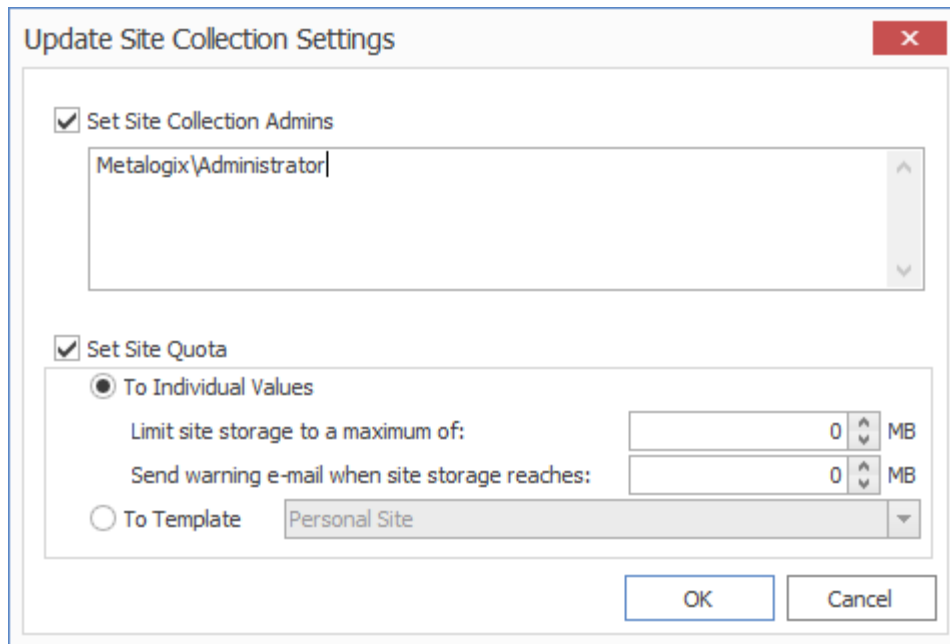 Update Site Collection Settings
Set Site Collection Admins
Metalogix\Administrator
Set Site Quota
To Individual Values
Limit site storage to a maximum of: 0 MB
Send warning e-mail when site storage reaches: 0 MB
To Template Personal Site
OK Cancel